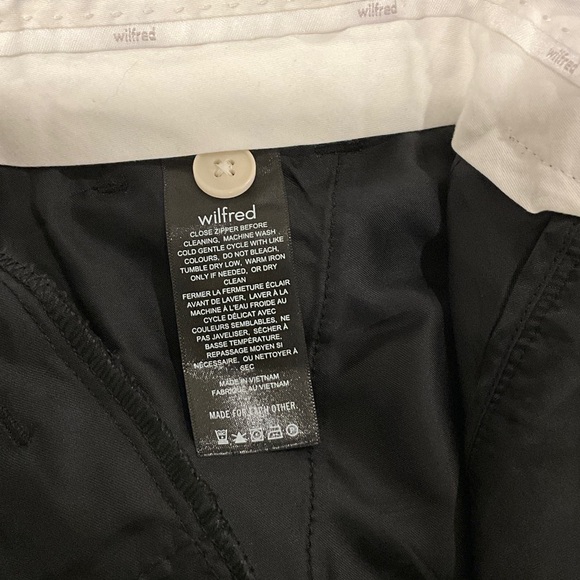 wilfred
wilfred
wilfred
wilfred
CLOSE ZIPPER BEFORE
CLEANING, MACHINE WASH
COLD GENTLE CYCLE WITH LIKE
COLOURS, DO NOT BLEACH,
TUMBLE DRY LOW, WARM IRON
ONLY IF NEEDED, OR DRY
CLEAN
FERMER LA FERMETURE ÉCLAIR
AVANT DE LAVER, LAVER À LA
MACHINE À L'EAU FROIDE AU
CYCLE DÉLICAT AVEC
COULEURS SEMBLABLES, NE
PAS JAVELISER, SÉCHER À
BASSE TEMPÉRATURE,
REPASSAGE MOYEN SI
NÉCESSAIRE, OU NETTOYER À
SEC
MADE IN VIETNAM
FABRIQUE AU VIETNAM
MADE FOR EACH OTHER.